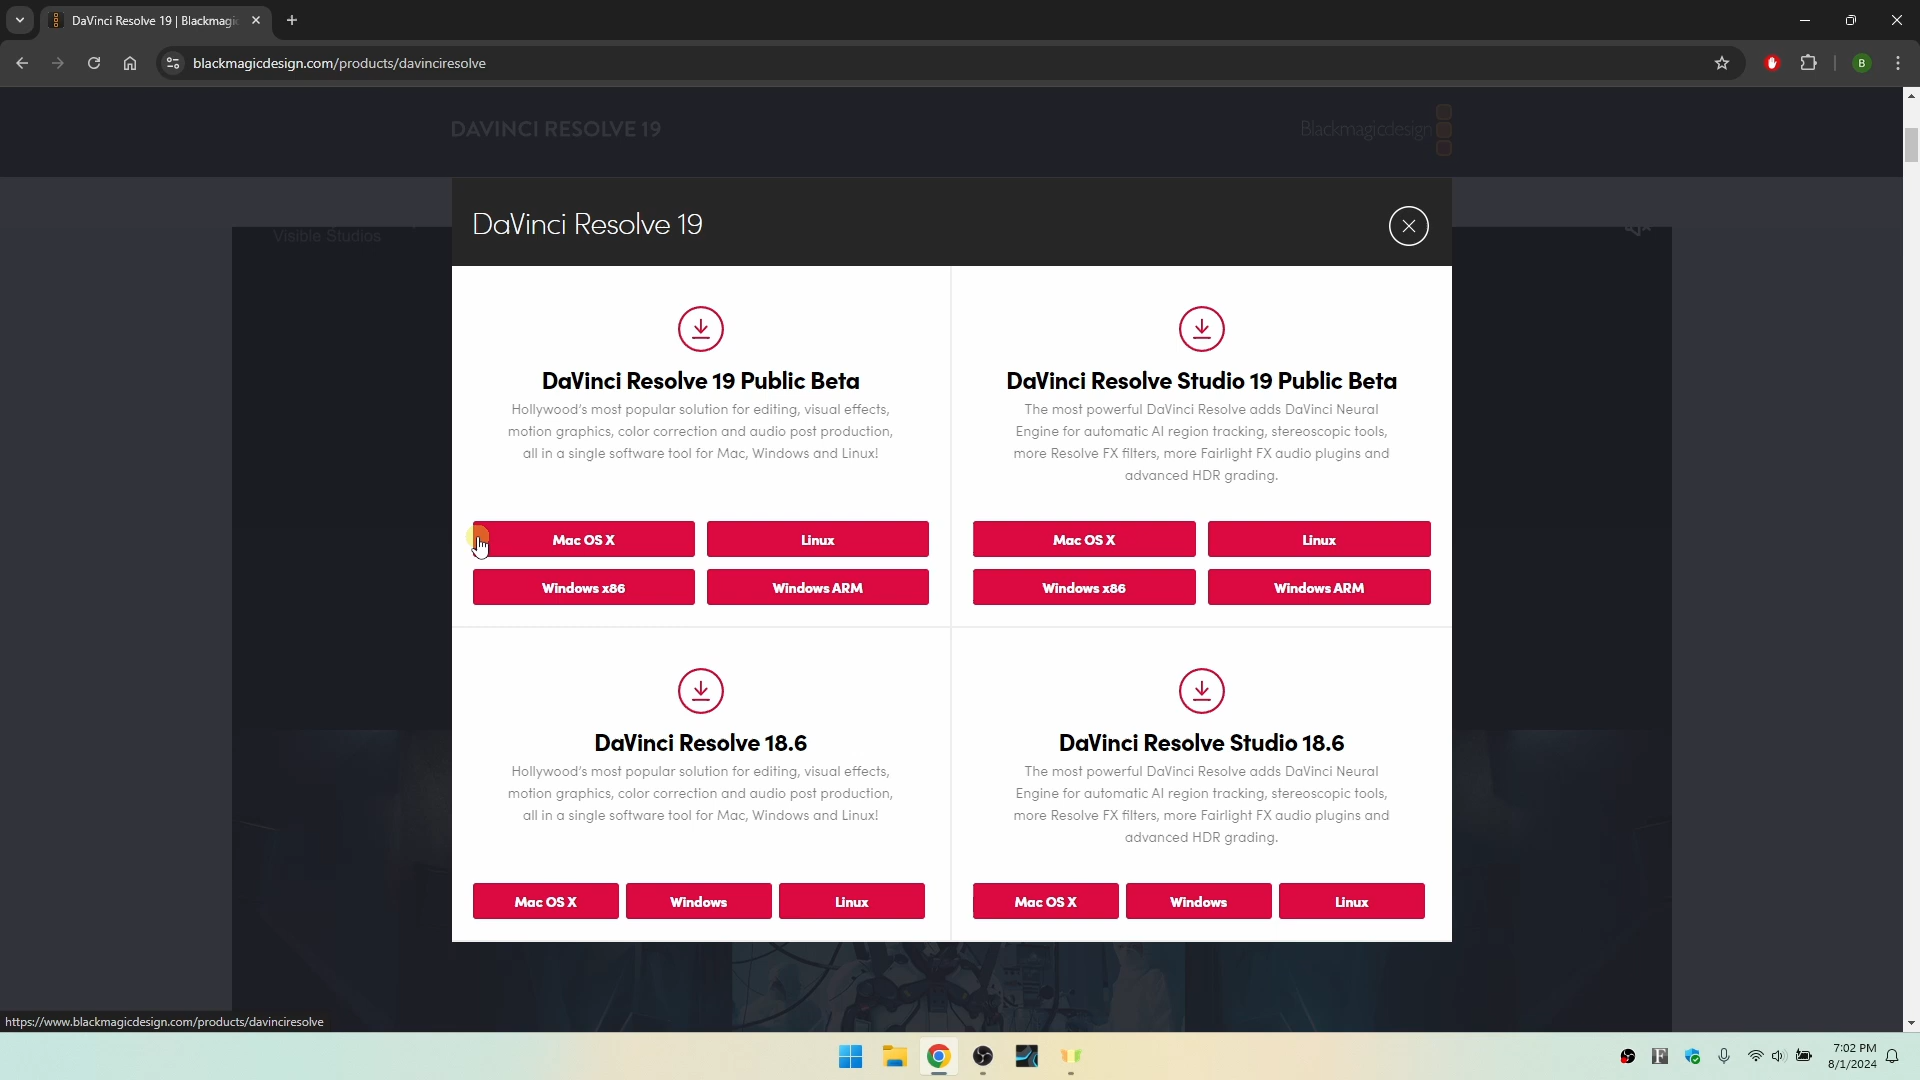 DaVinci Resolve 19 | Blackmagic
blackmagicdesign.com/products/davinciresolve
B
DAVINCI RESOLVE 19
Blackmagicdesign
Visible Studios
DaVinci Resolve 19
DaVinci Resolve 19 Public Beta
Hollywood's most popular solution for editing, visual effects,
motion graphics, color correction and audio post production,
all in a single software tool for Mac, Windows and Linux!
Mac OS X
Linux
Windows x86
Windows ARM
DaVinci Resolve Studio 19 Public Beta
The most powerful DaVinci Resolve adds DaVinci Neural
Engine for automatic AI region tracking, stereoscopic tools,
more Resolve FX filters, more Fairlight FX audio plugins and
advanced HDR grading.
Mac OS X
Linux
Windows x86
Windows ARM
DaVinci Resolve 18.6
Hollywood's most popular solution for editing, visual effects,
motion graphics, color correction and audio post production,
all in a single software tool for Mac, Windows and Linux!
Mac OS X
Windows
Linux
DaVinci Resolve Studio 18.6
The most powerful DaVinci Resolve adds DaVinci Neural
Engine for automatic AI region tracking, stereoscopic tools,
more Resolve FX filters, more Fairlight FX audio plugins and
advanced HDR grading.
Mac OS X
Windows
Linux
https://www.blackmagicdesign.com/products/davinciresolve
7:02 PM
8/1/2024